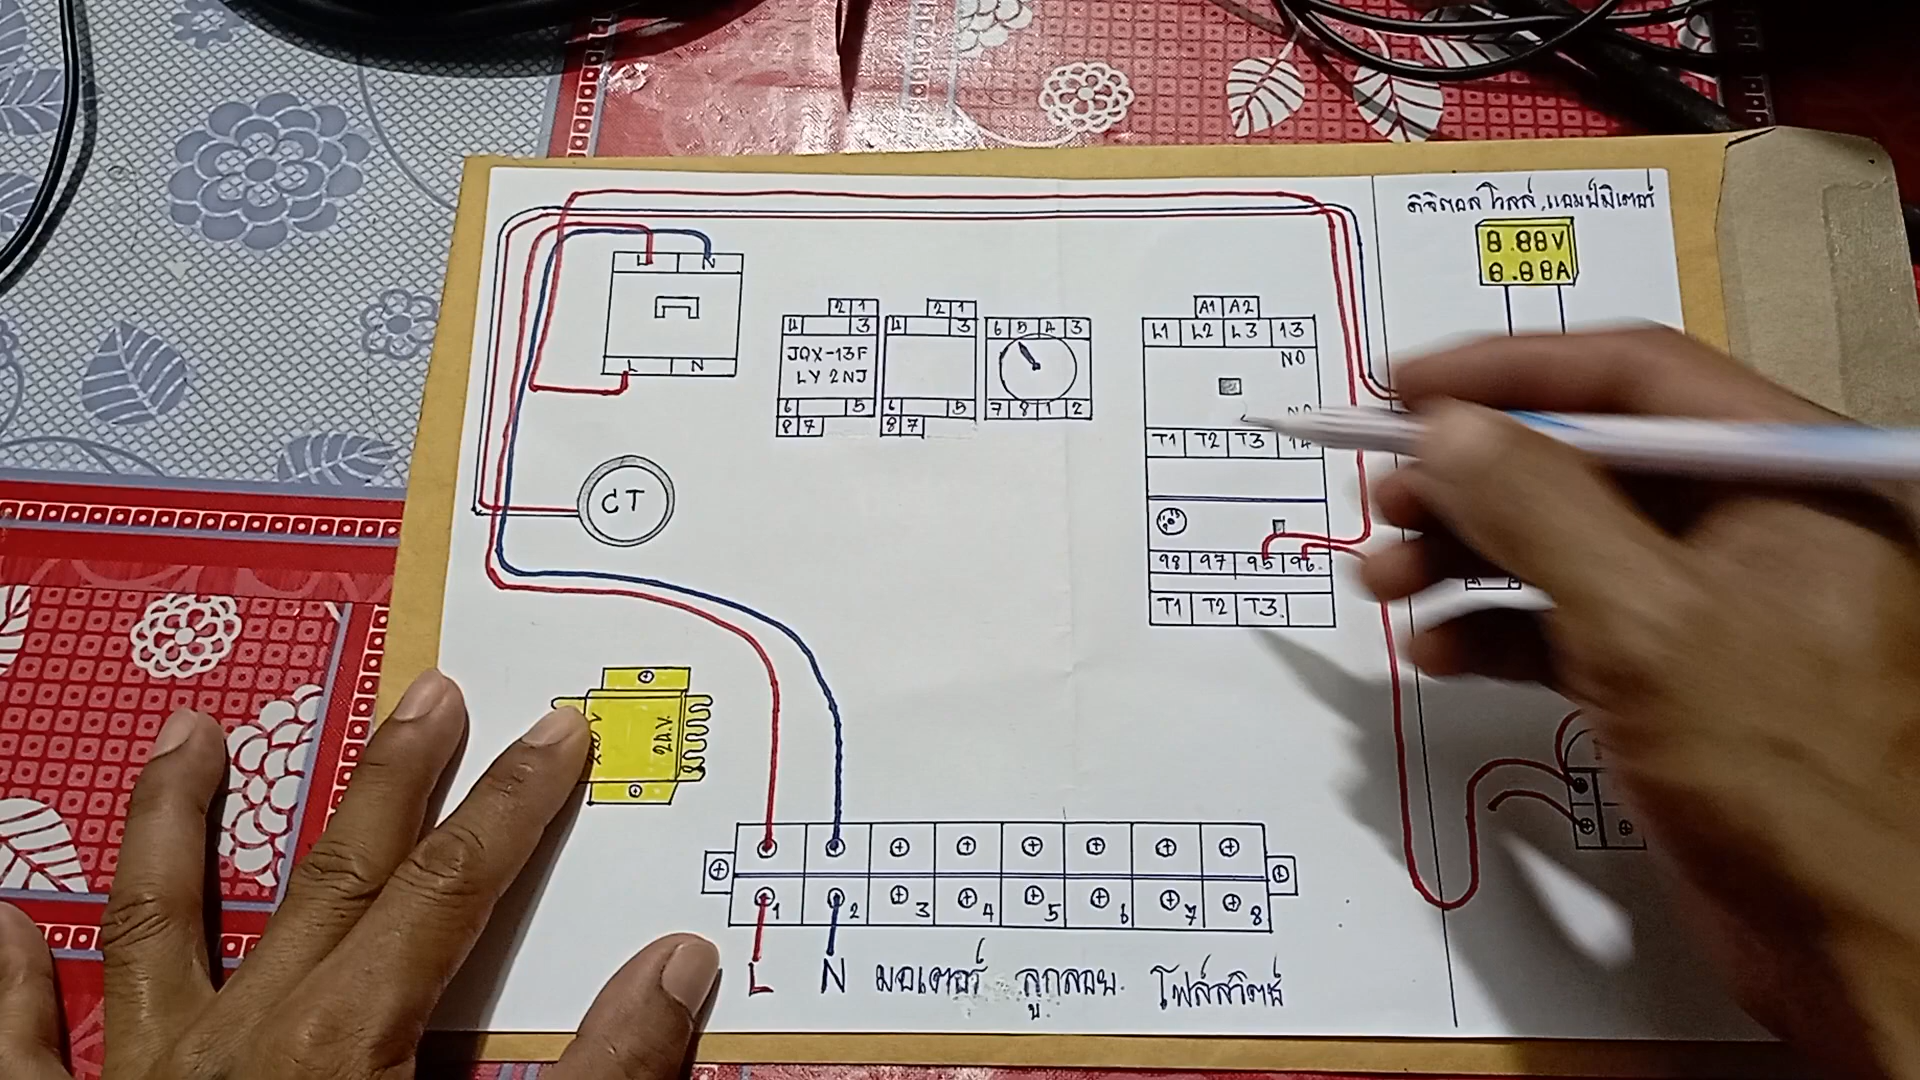 ดิจิตอลโวลล์,แอมป์มิเตอร์
8.88V
8.88A
L N
L N
2 1
4 3
JQX-13F
LY 2NJ
6 5
8 7
2 1
4 3
6 5
8 7
6 5 4 3
7 8 1 2
A1 A2
L1 L2 L3 13
NO
NO
T1 T2 T3 14
98 97 95 96.
T1 T2 T3.
CT
220 V
24.V.
1 2 3 4 5 6 7 8
L N มอเตอร์ ลูกลอย. โฟล์สวิตช์